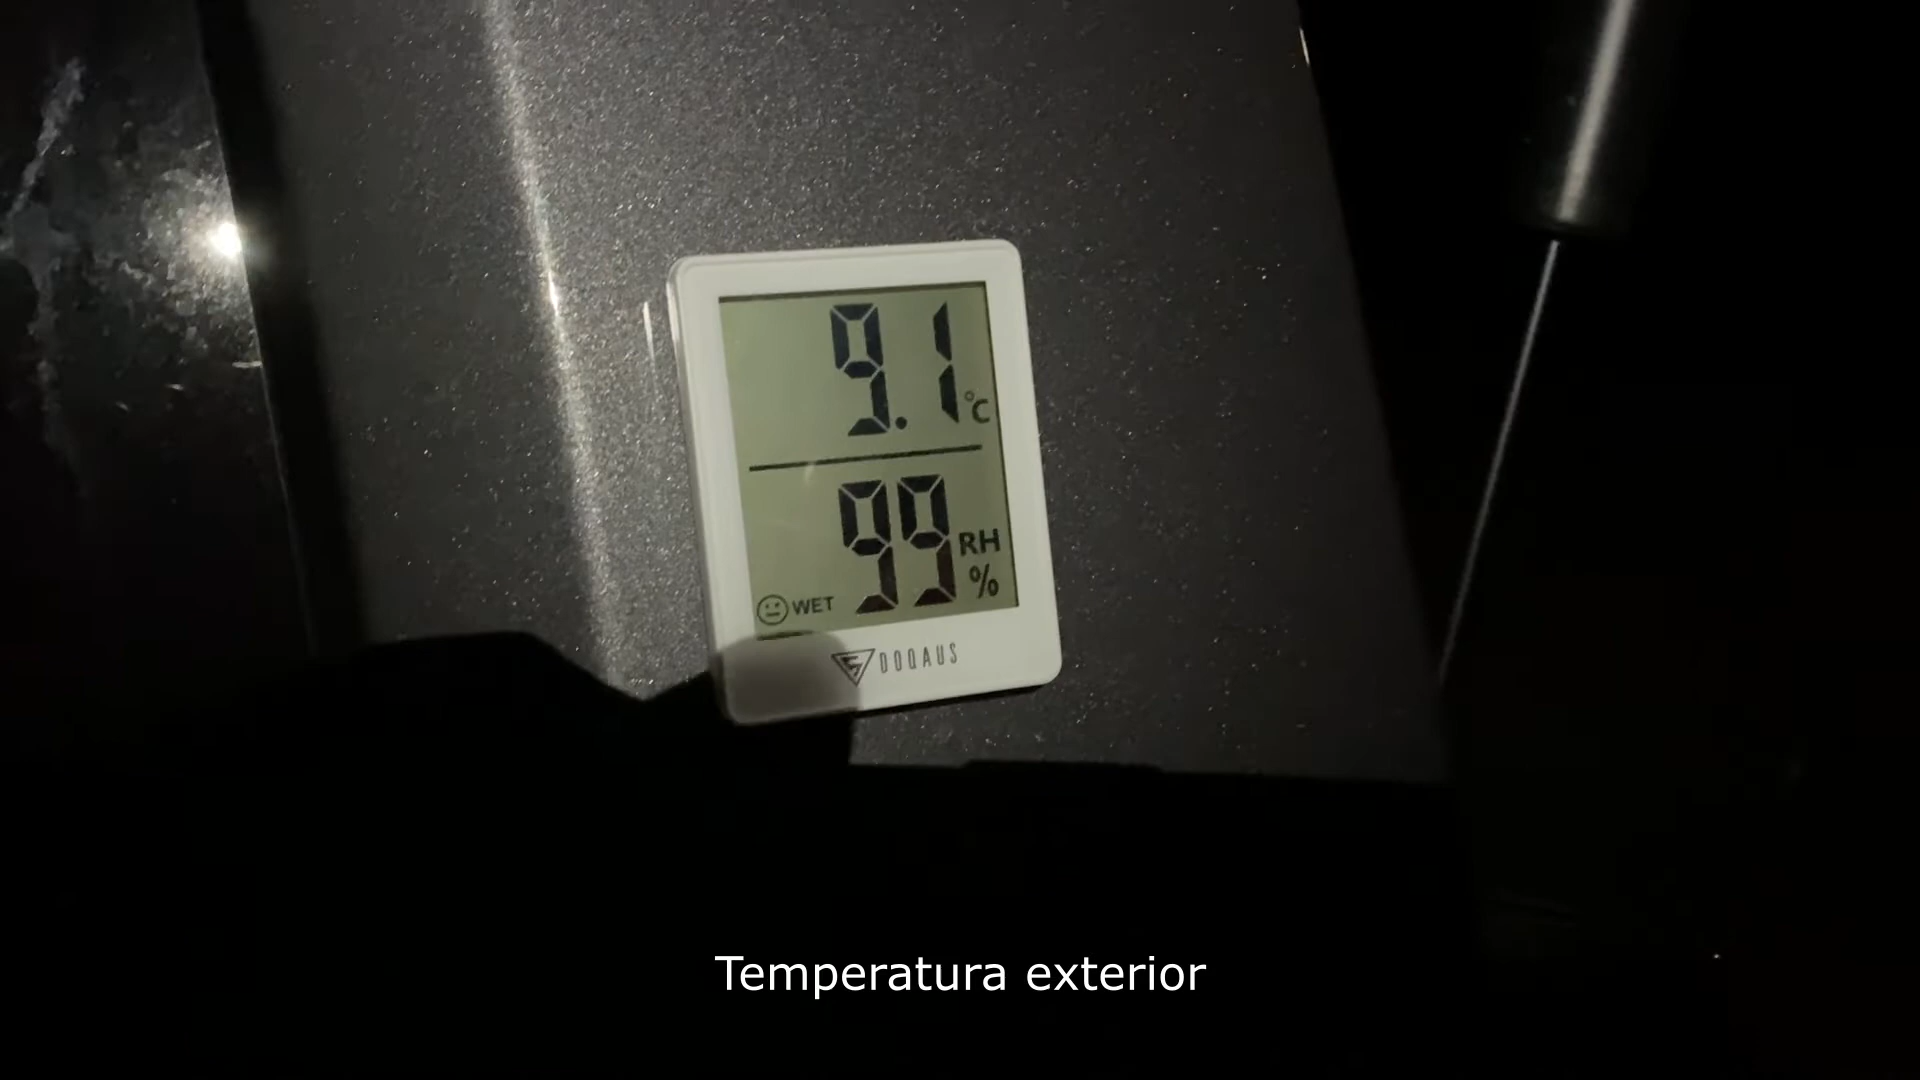 9.1 °C
99 RH %
WET
DOQAUS
Temperatura exterior